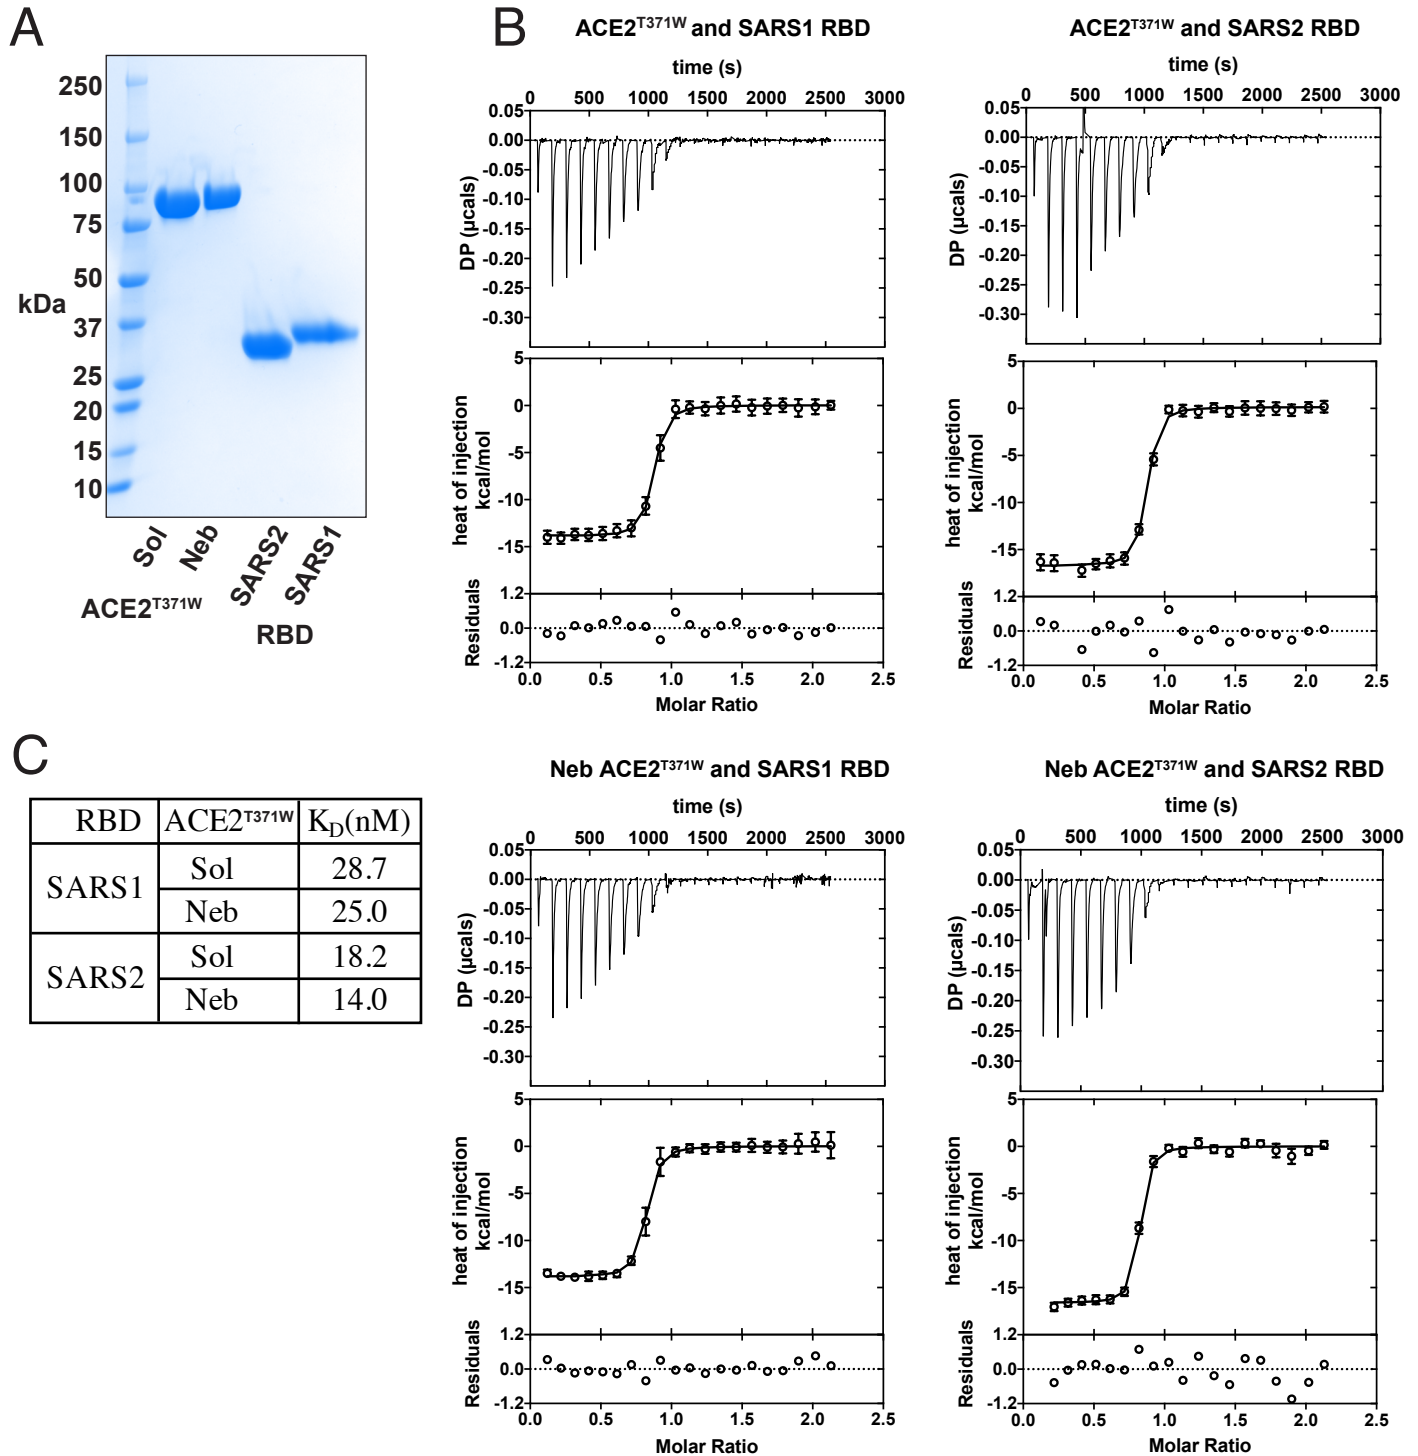 A
250
150
100
75
50
kDa
37
25
20
15
10
Sol
Neb
SARS2
SARS1
ACE2T371W
RBD
B
ACE2T371W and SARS1 RBD
time (s)
0 500 1000 1500 2000 2500 3000
0.05
0.00
-0.05
-0.10
-0.15
-0.20
-0.25
-0.30
DP (µcals)
5
0
-5
-10
-15
heat of injection
kcal/mol
1.2
0.0
-1.2
Residuals
0.0 0.5 1.0 1.5 2.0 2.5
Molar Ratio
ACE2T371W and SARS2 RBD
time (s)
0 500 1000 1500 2000 2500 3000
0.05
0.00
-0.05
-0.10
-0.15
-0.20
-0.25
-0.30
DP (µcals)
5
0
-5
-10
-15
heat of injection
kcal/mol
1.2
0.0
-1.2
Residuals
0.0 0.5 1.0 1.5 2.0 2.5
Molar Ratio
C
RBD ACE2T371W KD(nM)
SARS1 Sol 28.7
Neb 25.0
SARS2 Sol 18.2
Neb 14.0
Neb ACE2T371W and SARS1 RBD
time (s)
0 500 1000 1500 2000 2500 3000
0.05
0.00
-0.05
-0.10
-0.15
-0.20
-0.25
-0.30
DP (µcals)
5
0
-5
-10
-15
heat of injection
kcal/mol
1.2
0.0
-1.2
Residuals
0.0 0.5 1.0 1.5 2.0 2.5
Molar Ratio
Neb ACE2T371W and SARS2 RBD
time (s)
0 500 1000 1500 2000 2500 3000
0.05
0.00
-0.05
-0.10
-0.15
-0.20
-0.25
-0.30
DP (µcals)
5
0
-5
-10
-15
heat of injection
kcal/mol
1.2
0.0
-1.2
Residuals
0.0 0.5 1.0 1.5 2.0 2.5
Molar Ratio